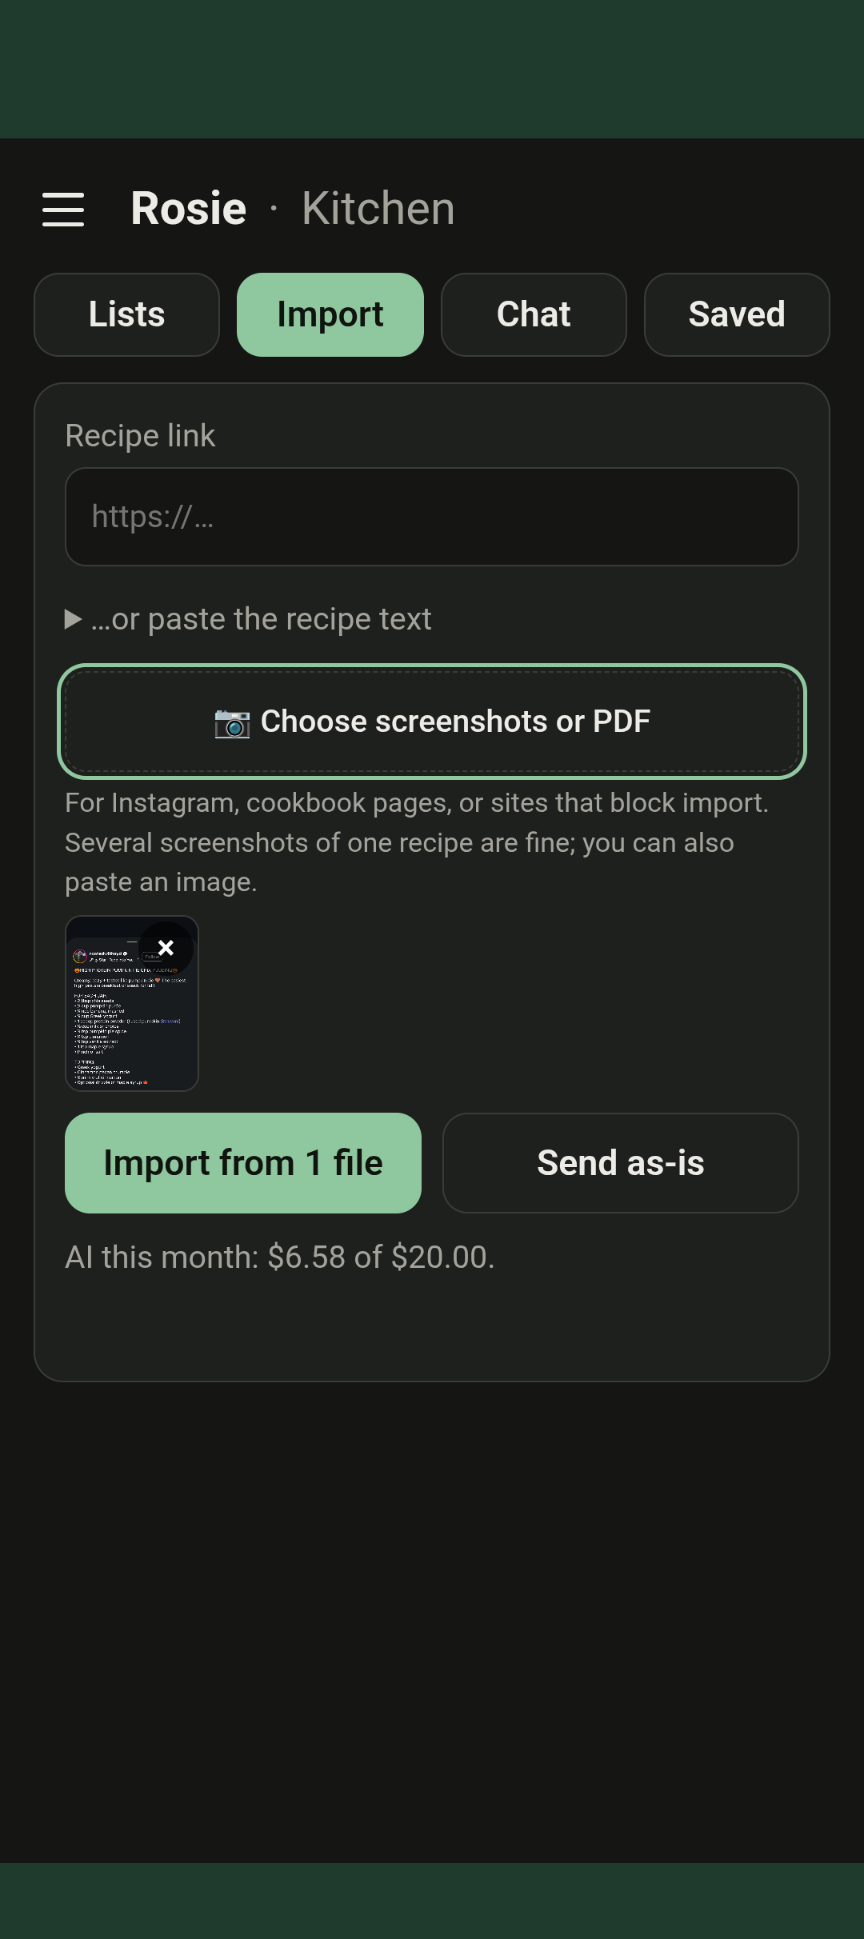 Rosie · Kitchen
Lists
Import
Chat
Saved
Recipe link
https://...
...or paste the recipe text
Choose screenshots or PDF
For Instagram, cookbook pages, or sites that block import.
Several screenshots of one recipe are fine; you can also
paste an image.
Import from 1 file
Send as-is
AI this month: $6.58 of $20.00.